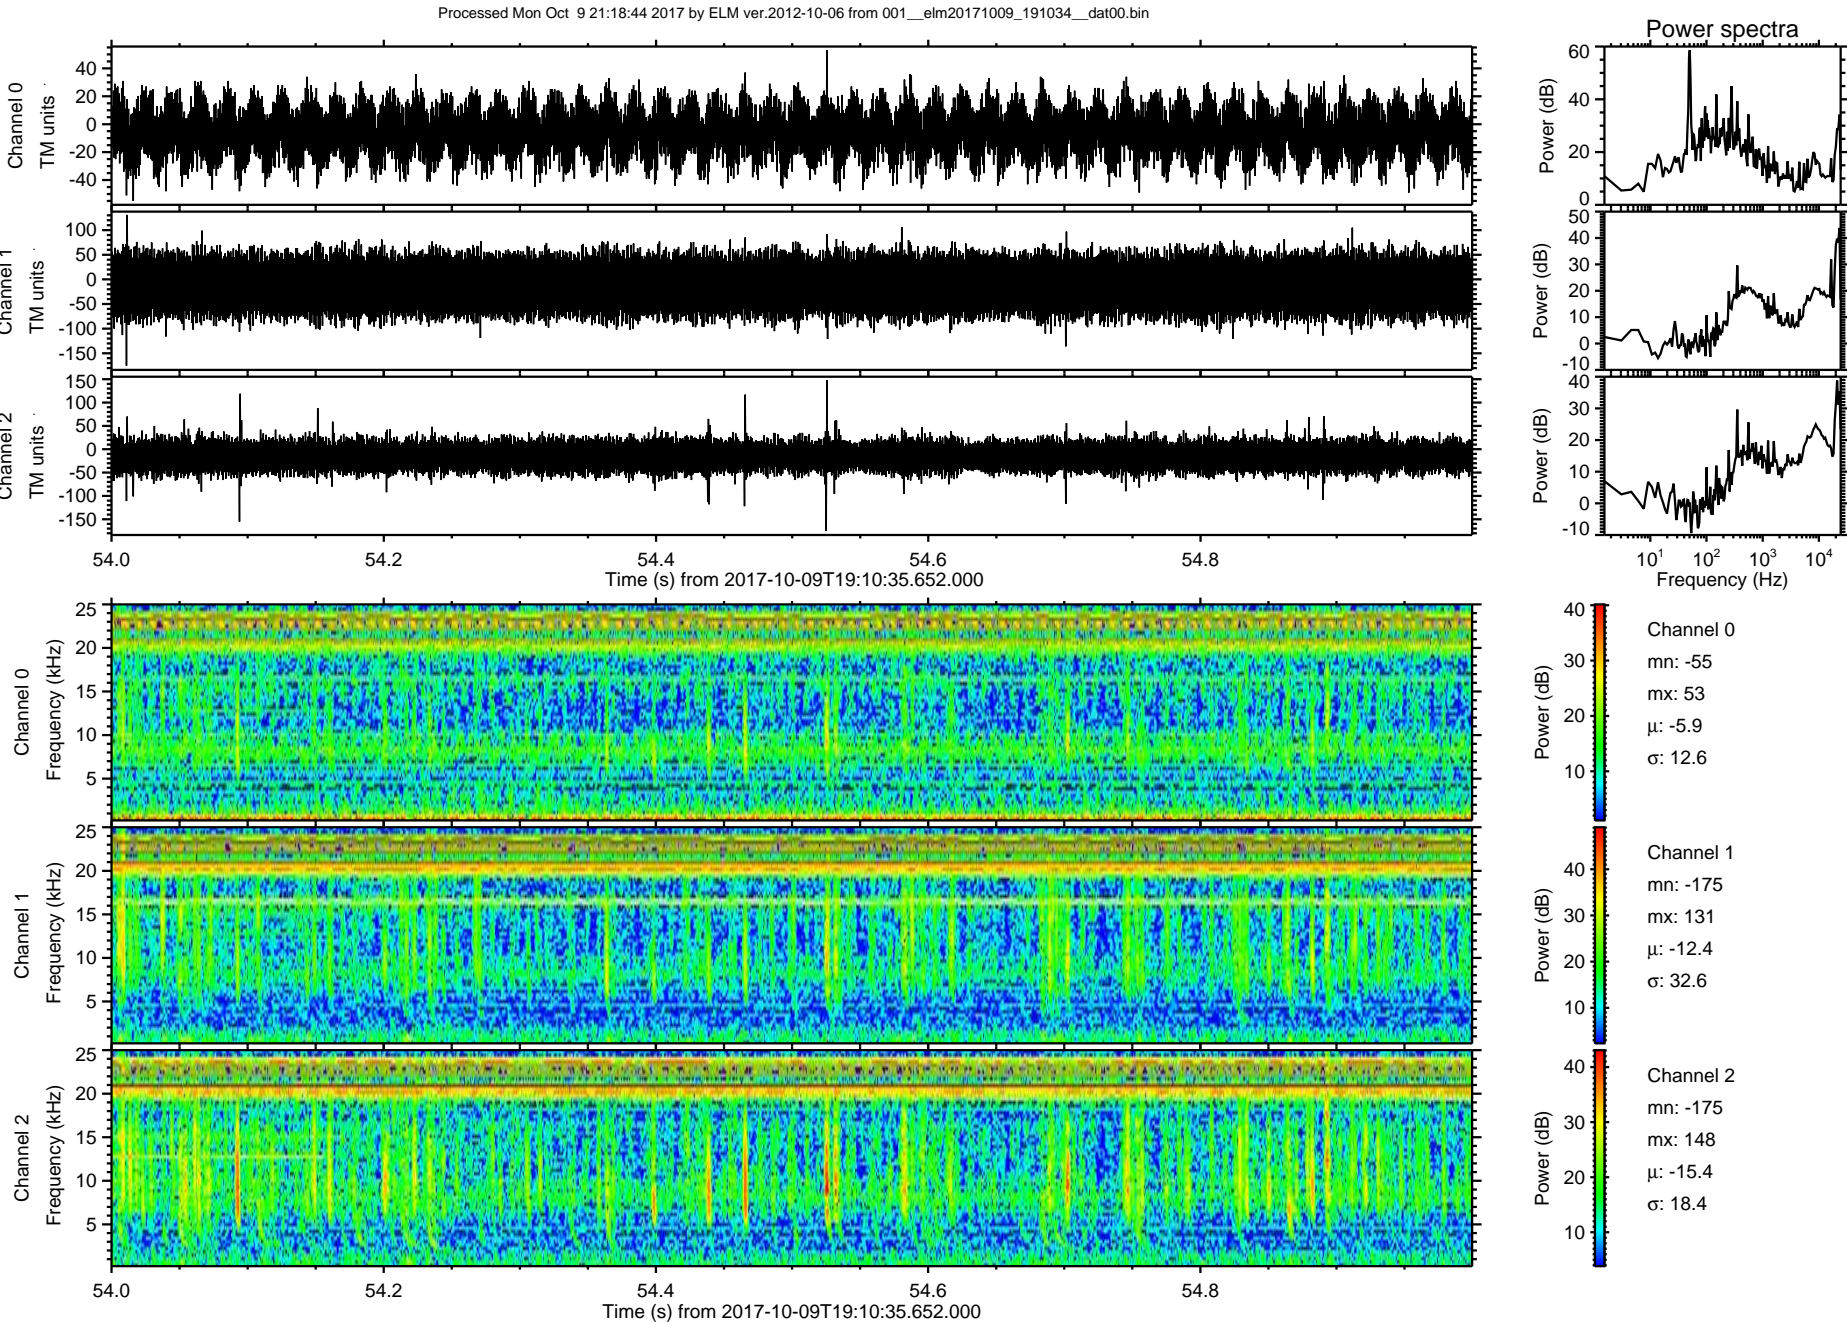 Processed Mon Oct  9 21:18:44 2017 by ELM ver.2012-10-06 from 001__elm20171009_191034__dat00.bin
Power spectra
Channel 0
TM units
40
20
0
-20
-40
Power (dB)
60
40
20
0
Channel 1
TM units
100
50
0
-50
-100
-150
Power (dB)
50
40
30
20
10
0
-10
Channel 2
TM units
150
100
50
0
-50
-100
-150
Power (dB)
40
30
20
10
0
-10
54.0 54.2 54.4 54.6 54.8
Time (s) from 2017-10-09T19:10:35.652.000
10^1 10^2 10^3 10^4
Frequency (Hz)
Channel 0
Frequency (kHz)
25
20
15
10
5
Power (dB)
40
30
20
10
Channel 0
mn: -55
mx: 53
μ: -5.9
σ: 12.6
Channel 1
Frequency (kHz)
25
20
15
10
5
Power (dB)
40
30
20
10
Channel 1
mn: -175
mx: 131
μ: -12.4
σ: 32.6
Channel 2
Frequency (kHz)
25
20
15
10
5
Power (dB)
40
30
20
10
Channel 2
mn: -175
mx: 148
μ: -15.4
σ: 18.4
54.0 54.2 54.4 54.6 54.8
Time (s) from 2017-10-09T19:10:35.652.000